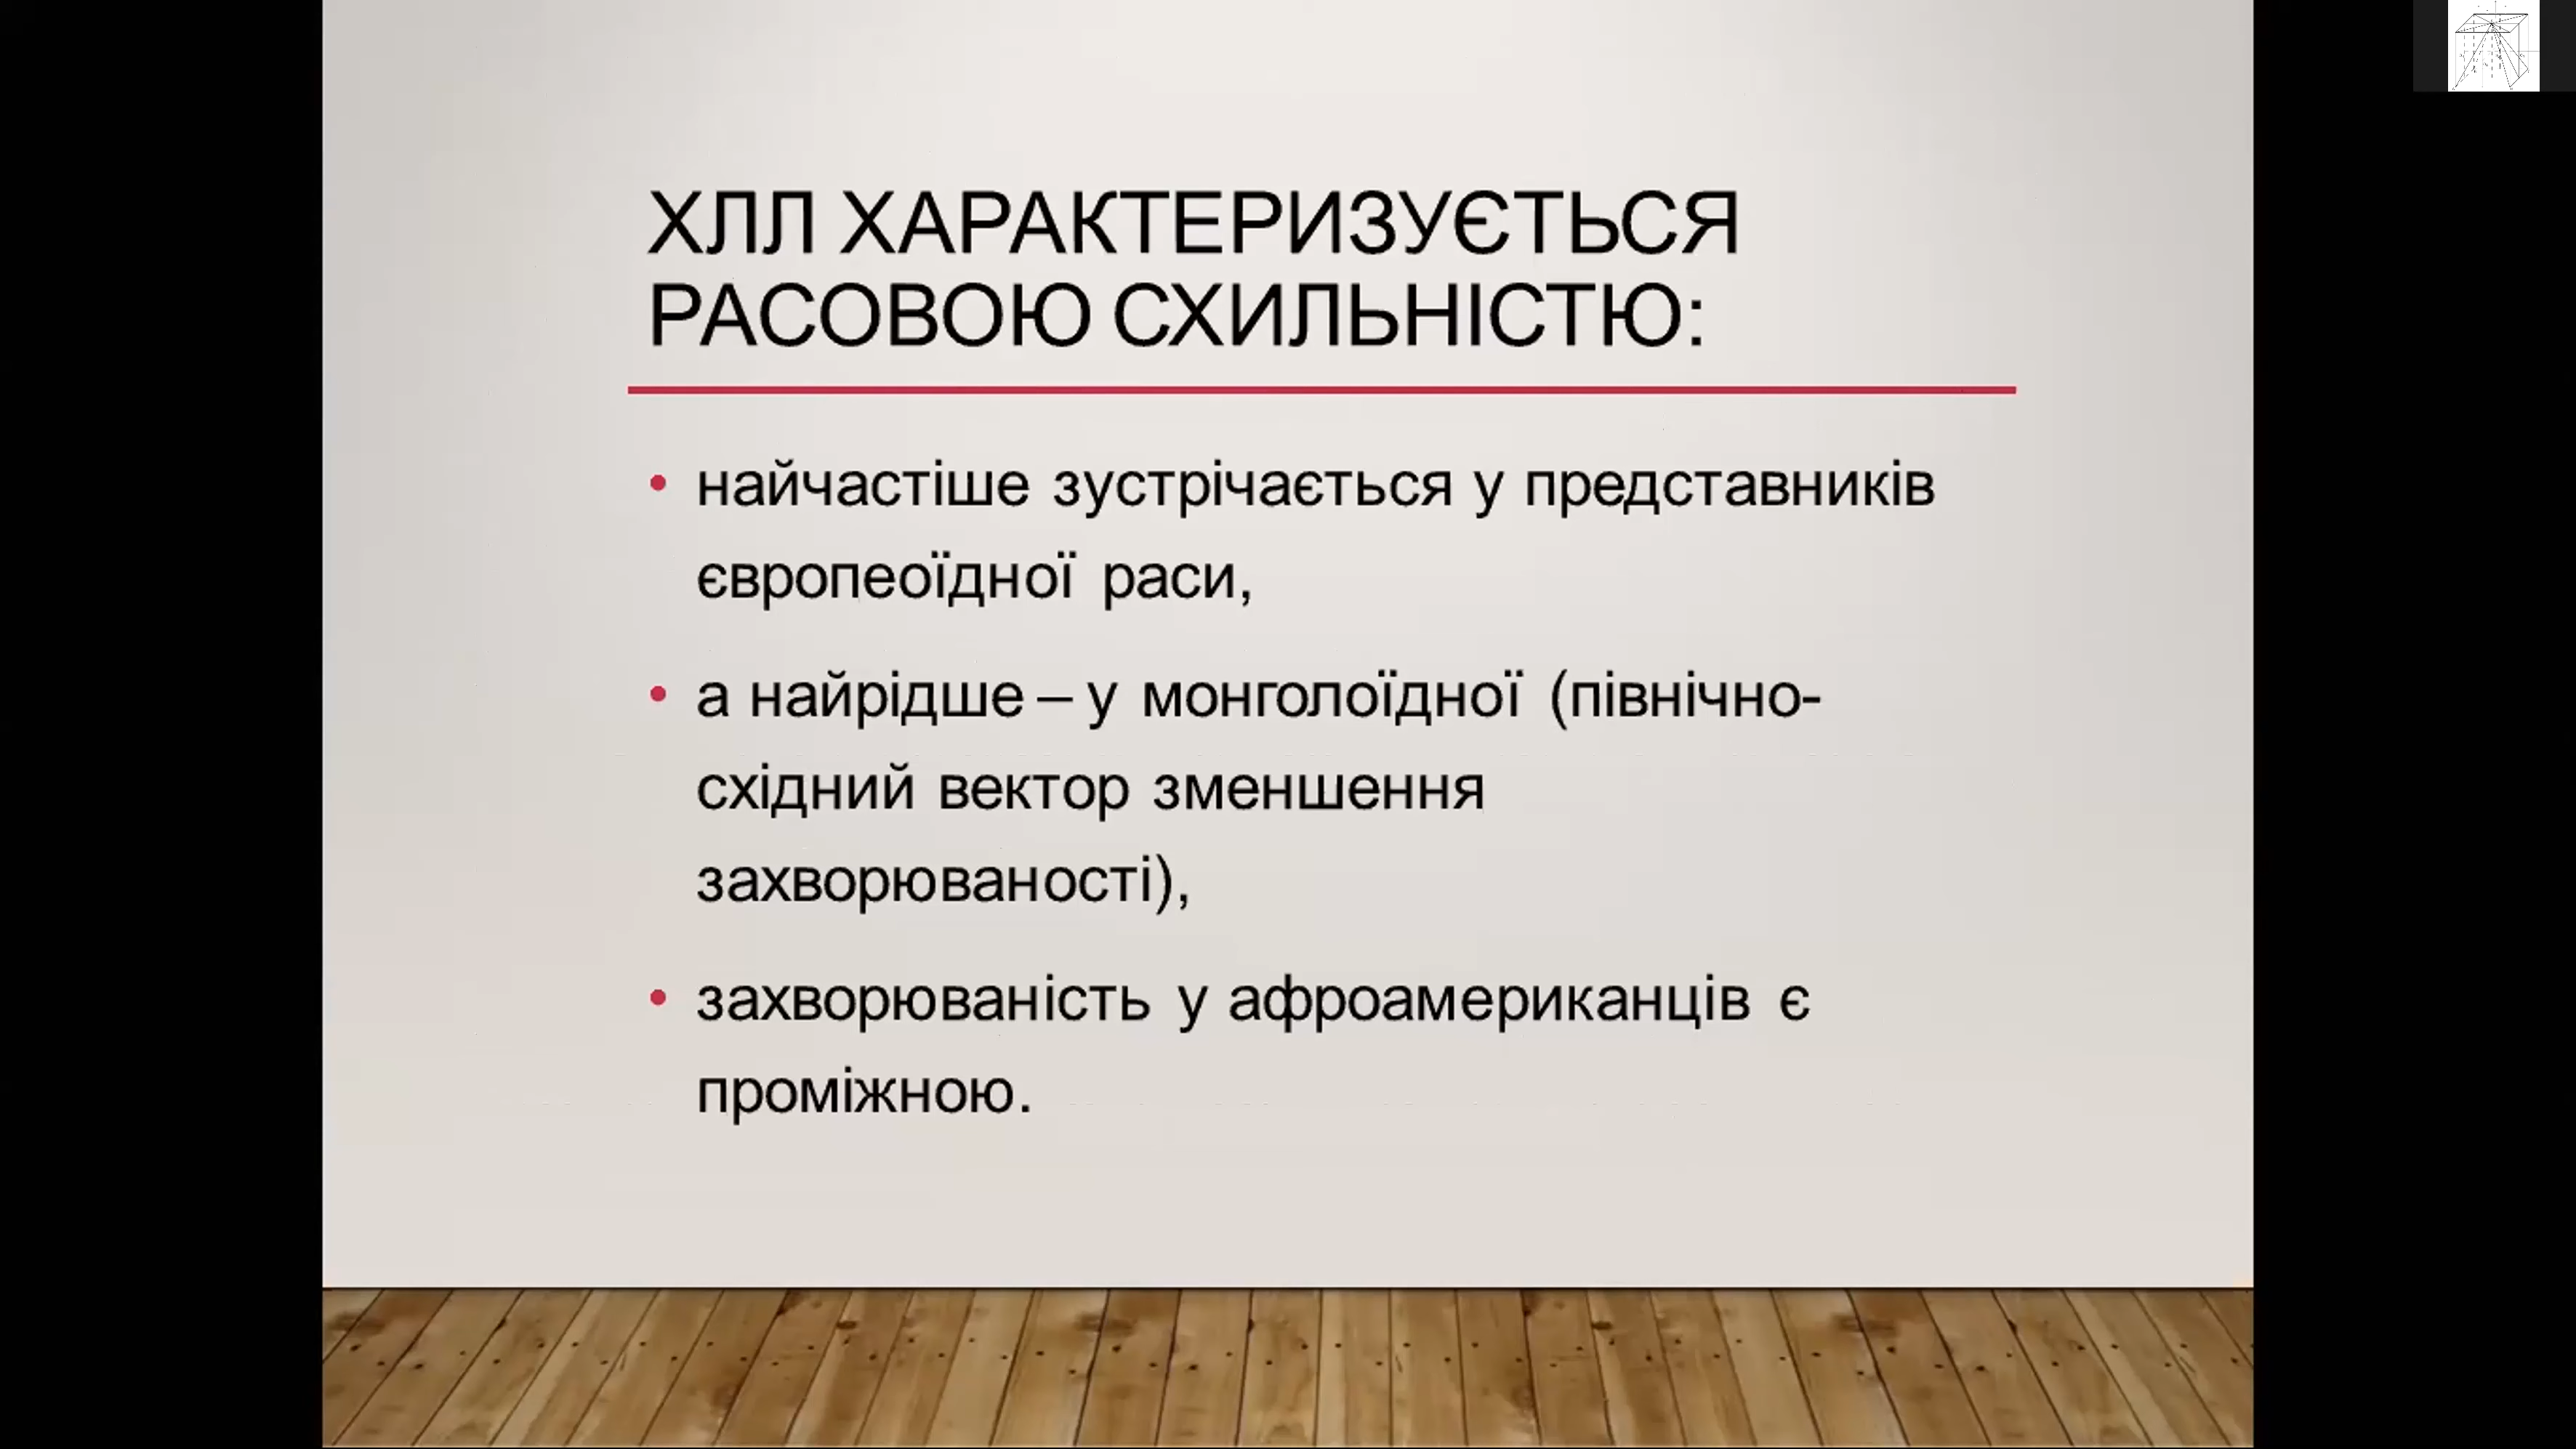 ХЛЛ ХАРАКТЕРИЗУЄТЬСЯ
РАСОВОЮ СХИЛЬНІСТЮ:
• найчастіше зустрічається у представників
європеоїдної раси,
• а найрідше – у монголоїдної (північно-
східний вектор зменшення
захворюваності),
• захворюваність у афроамериканців є
проміжною.